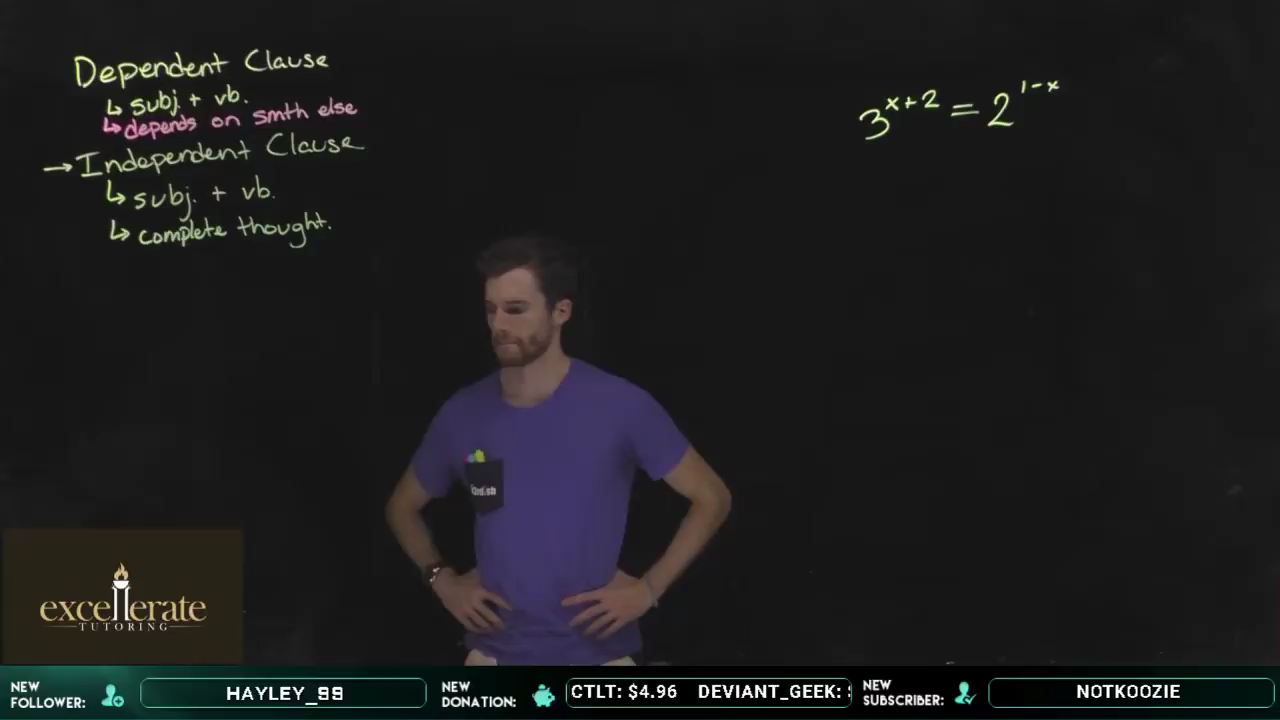 Dependent Clause
↳ subj. + vb.
↳ depends on smth else
→ Independent Clause
↳ subj. + vb.
↳ complete thought.
3^{x+2} = 2^{1-x}
excellerate
TUTORING
NEW FOLLOWER:
HAYLEY_99
NEW DONATION:
CTLT: $4.96 DEVIANT_GEEK:
NEW SUBSCRIBER:
NOTKOOZIE